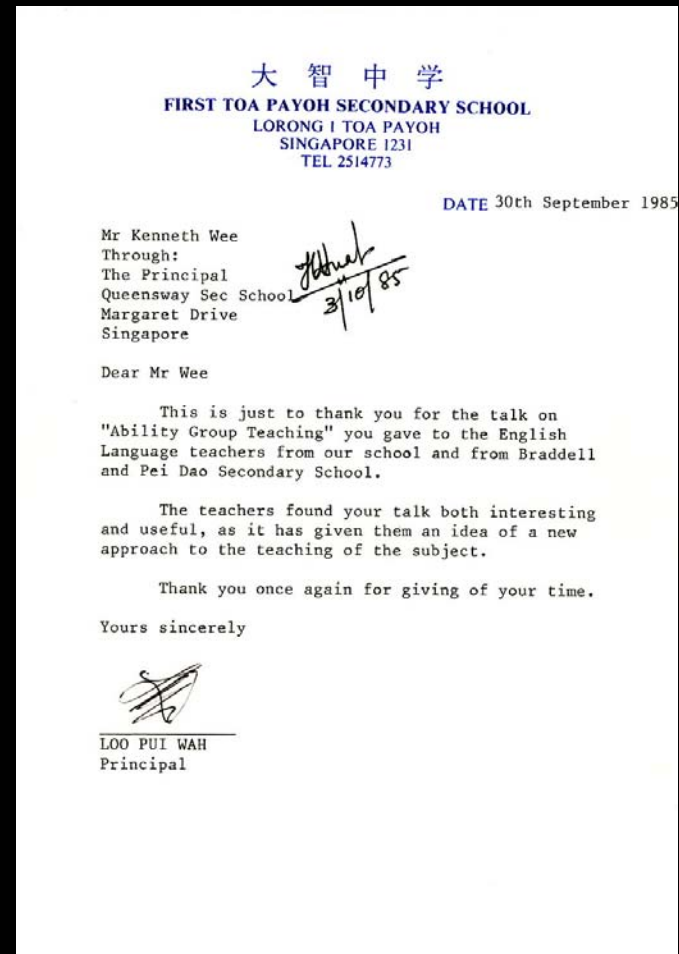 大智中学
FIRST TOA PAYOH SECONDARY SCHOOL
LORONG 1 TOA PAYOH
SINGAPORE 1231
TEL 2514773
DATE 30th September 1985
Mr Kenneth Wee
Through:
The Principal
Queensway Sec School
Margaret Drive
Singapore
3/10/85
Dear Mr Wee
This is just to thank you for the talk on
"Ability Group Teaching" you gave to the English
Language teachers from our school and from Braddell
and Pei Dao Secondary School.
The teachers found your talk both interesting
and useful, as it has given them an idea of a new
approach to the teaching of the subject.
Thank you once again for giving of your time.
Yours sincerely
LOO PUI WAH
Principal